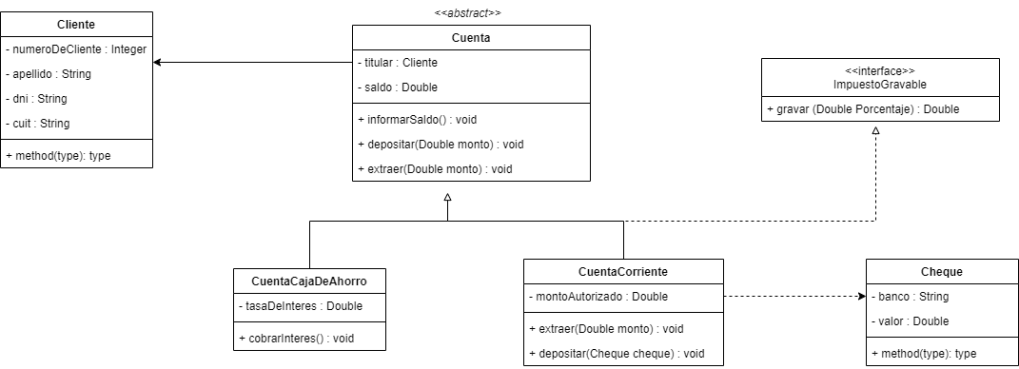 <<abstract>>
Cliente
- numeroDeCliente : Integer
- apellido : String
- dni : String
- cuit : String
+ method(type): type
Cuenta
- titular : Cliente
- saldo : Double
+ informarSaldo() : void
+ depositar(Double monto) : void
+ extraer(Double monto) : void
<<interface>>
ImpuestoGravable
+ gravar (Double Porcentaje) : Double
CuentaCajaDeAhorro
- tasaDeInteres : Double
+ cobrarInteres() : void
CuentaCorriente
- montoAutorizado : Double
+ extraer(Double monto) : void
+ depositar(Cheque cheque) : void
Cheque
- banco : String
- valor : Double
+ method(type): type